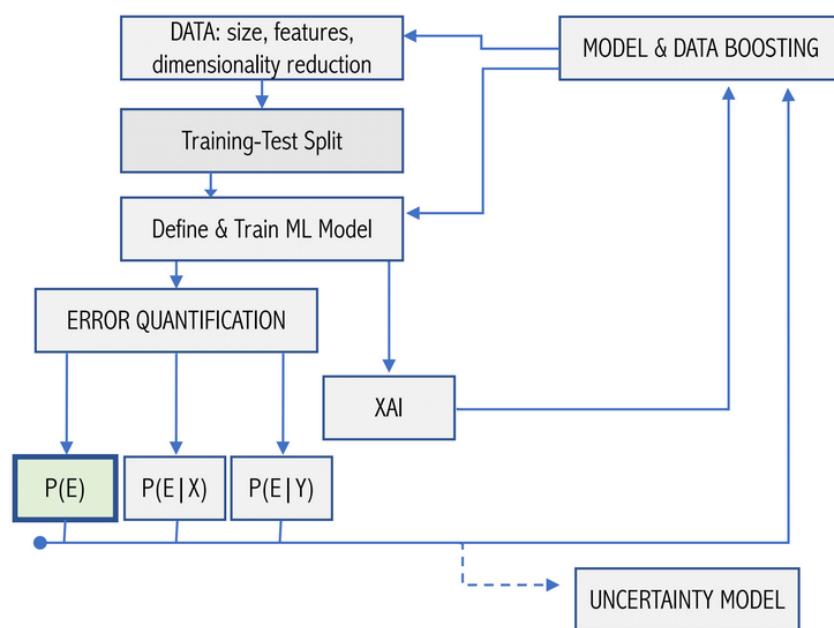 DATA: size, features,
dimensionality reduction
MODEL & DATA BOOSTING
Training-Test Split
Define & Train ML Model
ERROR QUANTIFICATION
XAI
P(E)
P(E|X)
P(E|Y)
UNCERTAINTY MODEL